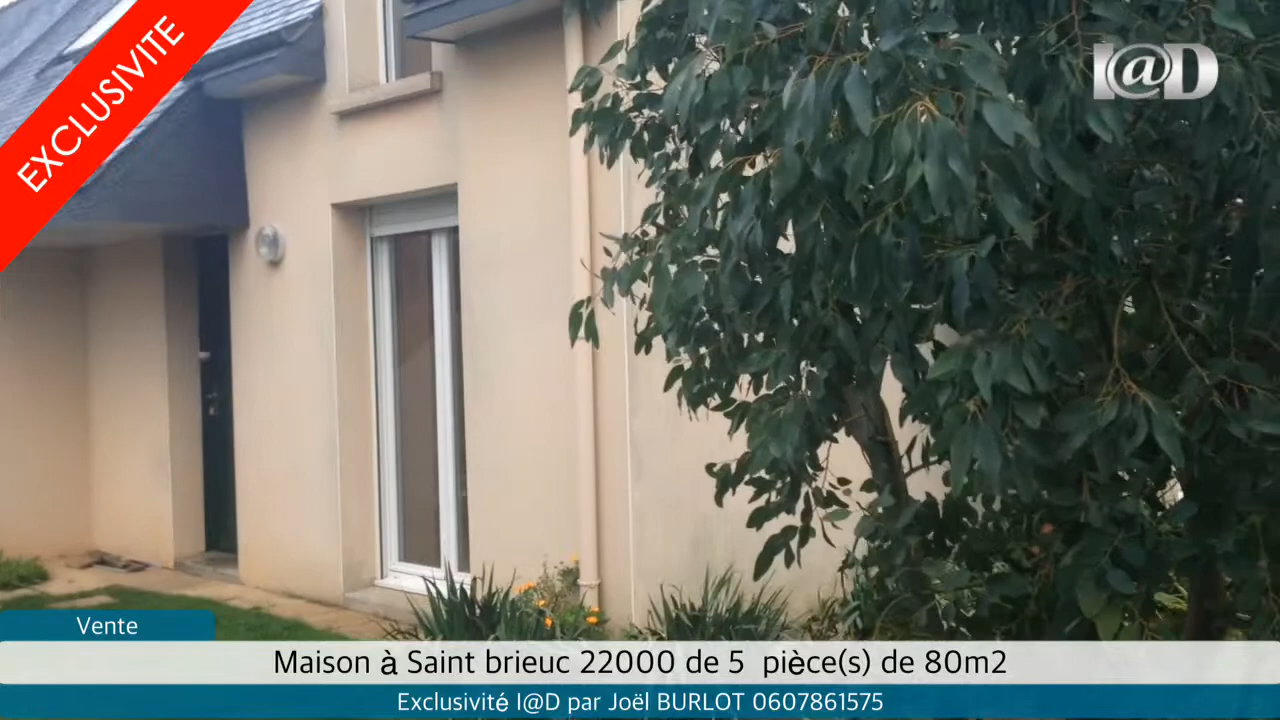 EXCLUSIVITE
I@D
Vente
Maison à Saint brieuc 22000 de 5  pièce(s) de 80m2
Exclusivité I@D par Joël BURLOT 0607861575